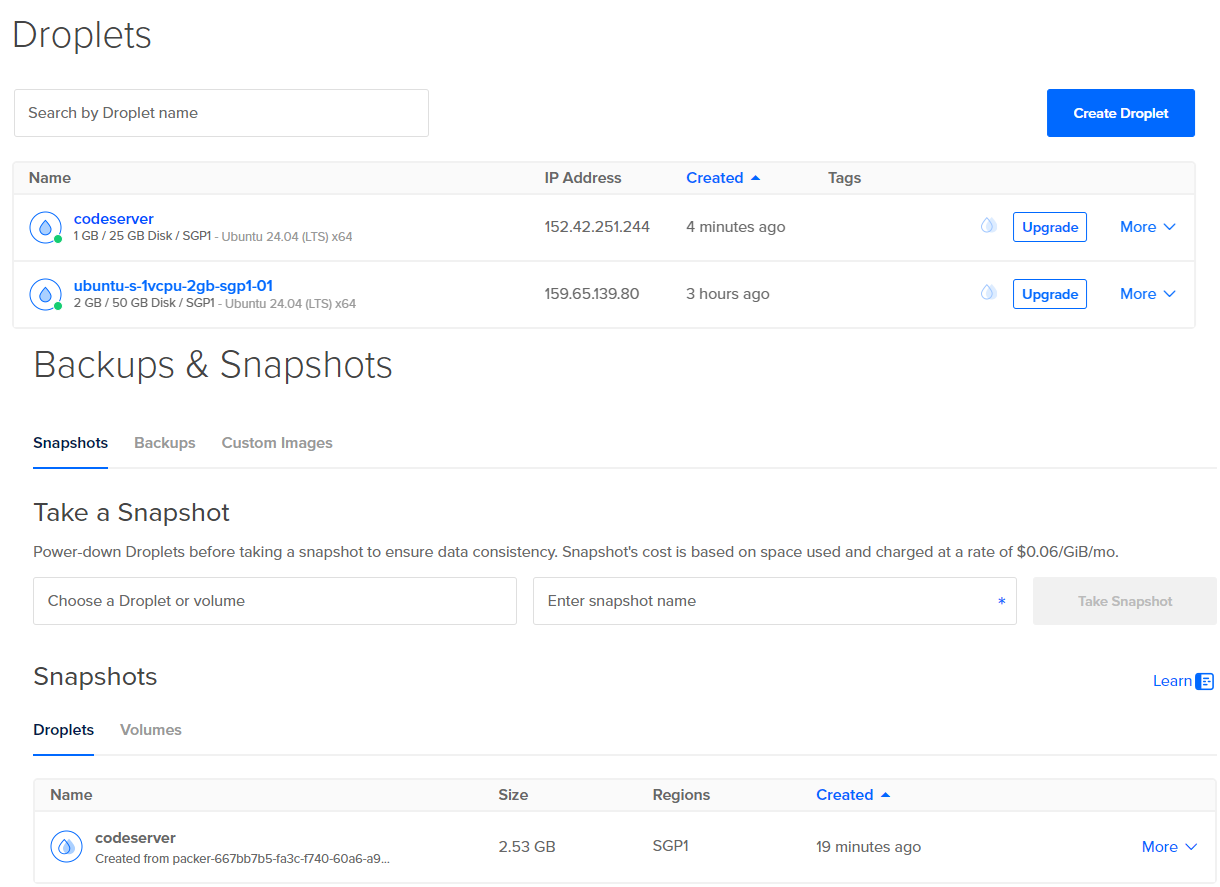 Droplets
Search by Droplet name
Create Droplet
Name IP Address Created Tags
codeserver
1 GB / 25 GB Disk / SGP1 - Ubuntu 24.04 (LTS) x64
152.42.251.244 4 minutes ago Upgrade More
ubuntu-s-1vcpu-2gb-sgp1-01
2 GB / 50 GB Disk / SGP1 - Ubuntu 24.04 (LTS) x64
159.65.139.80 3 hours ago Upgrade More
Backups & Snapshots
Snapshots Backups Custom Images
Take a Snapshot
Power-down Droplets before taking a snapshot to ensure data consistency. Snapshot's cost is based on space used and charged at a rate of $0.06/GiB/mo.
Choose a Droplet or volume Enter snapshot name * Take Snapshot
Snapshots
Learn
Droplets Volumes
Name Size Regions Created
codeserver
Created from packer-667bb7b5-fa3c-f740-60a6-a9...
2.53 GB SGP1 19 minutes ago More